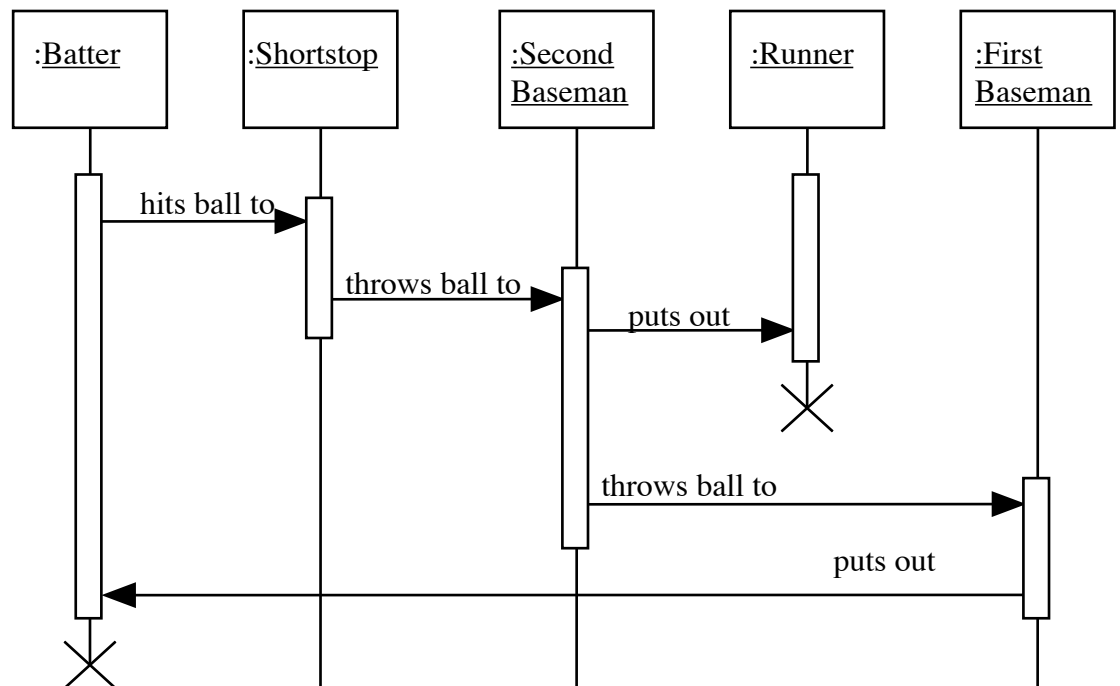 :Batter
:Shortstop
:Second
Baseman
:Runner
:First
Baseman
hits ball to
throws ball to
puts out
throws ball to
puts out